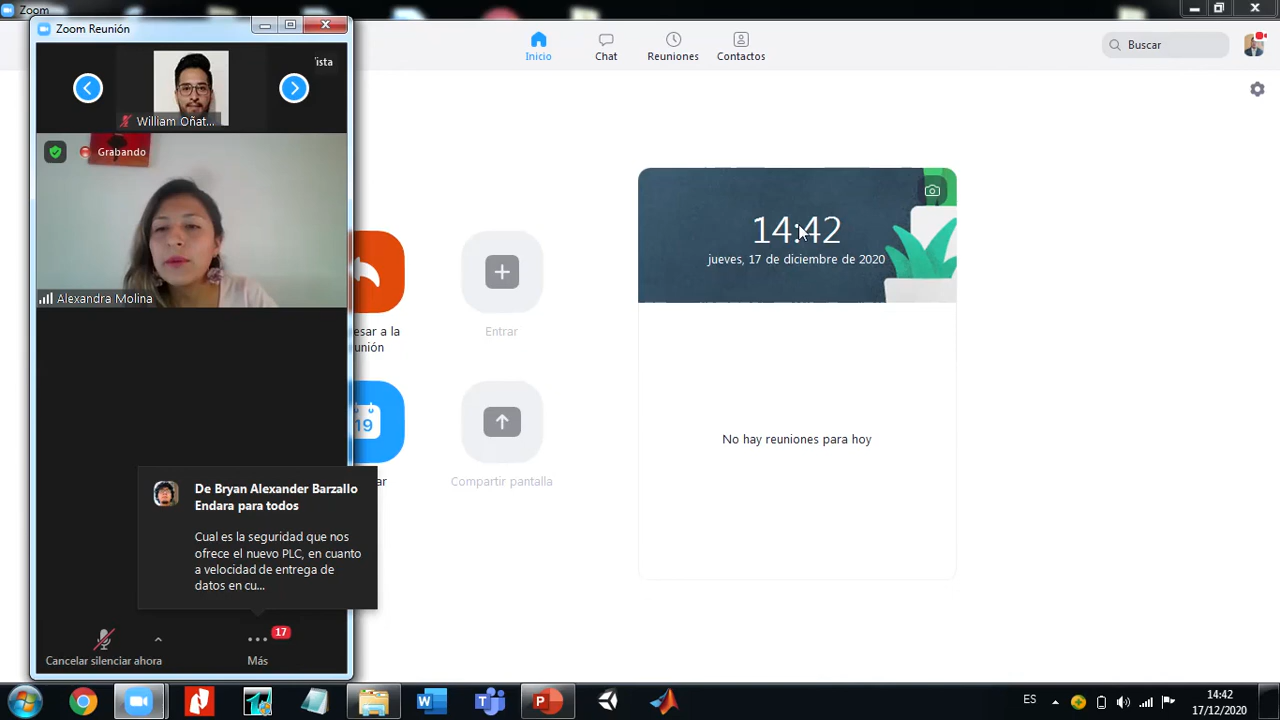 Zoom
Zoom Reunión
ista
William Oñat...
Grabando
Alexandra Molina
De Bryan Alexander Barzallo
Endara para todos
Cual es la seguridad que nos
ofrece el nuevo PLC, en cuanto
a velocidad de entrega de
datos en cu...
Cancelar silenciar ahora
17
Más
Inicio
Chat
Reuniones
Contactos
Buscar
esar a la
unión
Entrar
19
ar
Compartir pantalla
14:42
jueves, 17 de diciembre de 2020
No hay reuniones para hoy
ES
14:42
17/12/2020